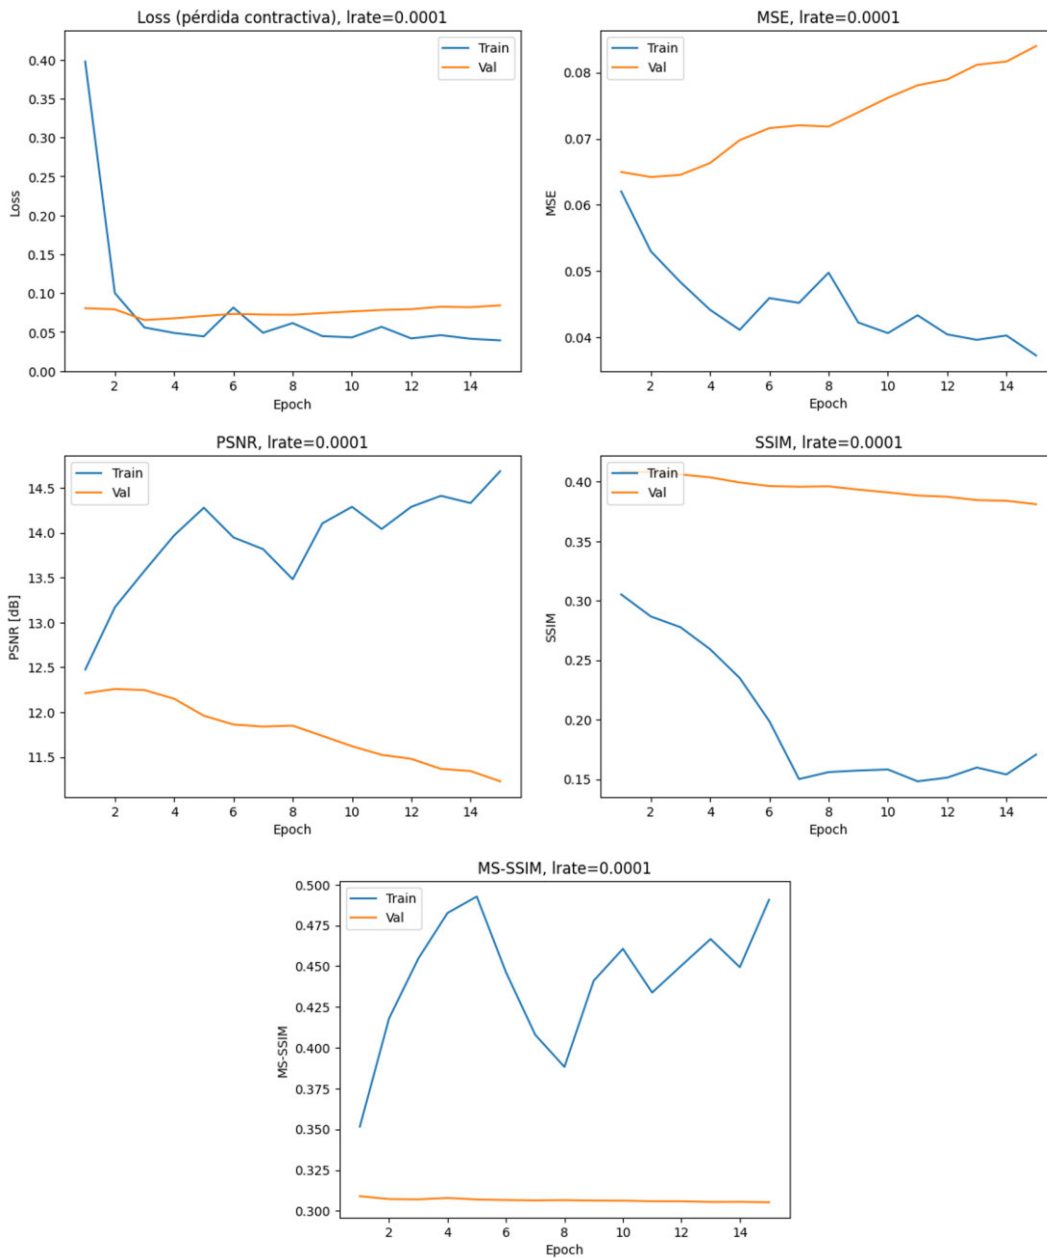 Loss (pérdida contractiva), lrate=0.0001
Train
Val
0.40
0.35
0.30
0.25
0.20
0.15
0.10
0.05
0.00
Loss
2 4 6 8 10 12 14
Epoch
MSE, lrate=0.0001
Train
Val
0.08
0.07
0.06
0.05
0.04
MSE
2 4 6 8 10 12 14
Epoch
PSNR, lrate=0.0001
Train
Val
14.5
14.0
13.5
13.0
12.5
12.0
11.5
PSNR [dB]
2 4 6 8 10 12 14
Epoch
SSIM, lrate=0.0001
Train
Val
0.40
0.35
0.30
0.25
0.20
0.15
SSIM
2 4 6 8 10 12 14
Epoch
MS-SSIM, lrate=0.0001
Train
Val
0.500
0.475
0.450
0.425
0.400
0.375
0.350
0.325
0.300
MS-SSIM
2 4 6 8 10 12 14
Epoch